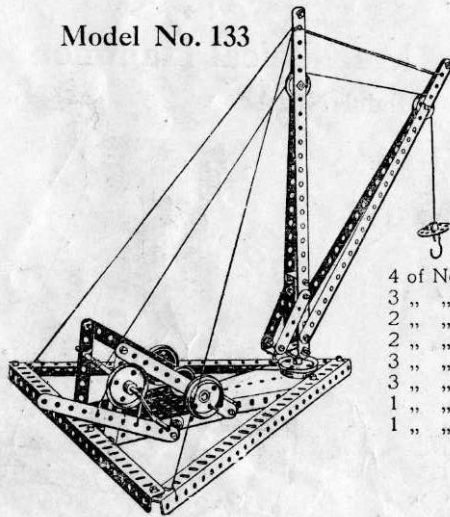 Model No. 133
4 of No
3 „ „
2 „ „
2 „ „
3 „ „
3 „ „
1 „ „
1 „ „